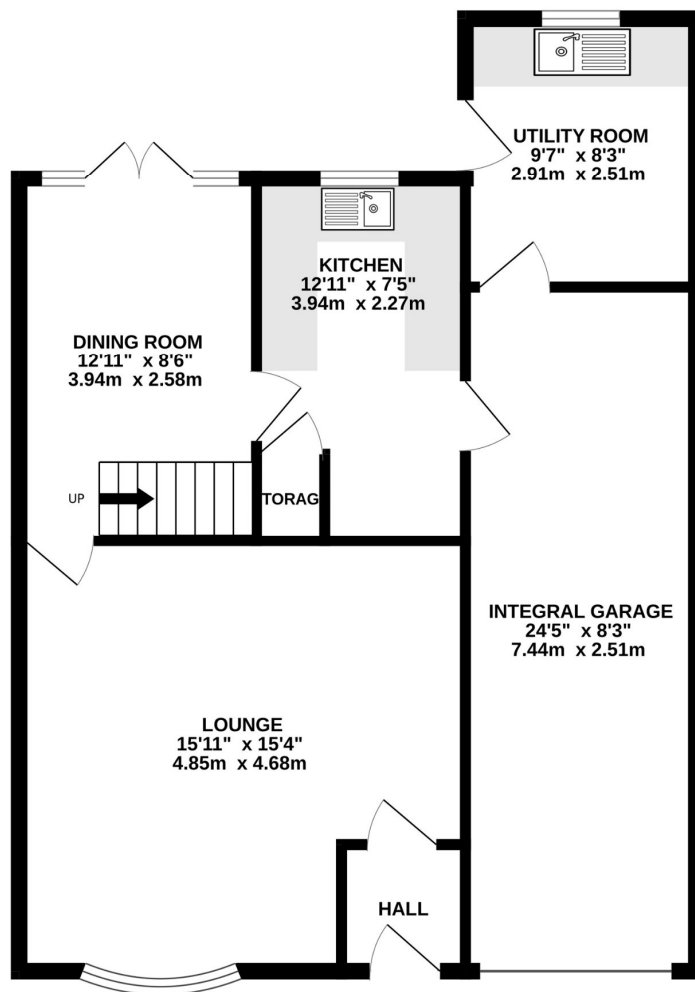 UTILITY ROOM
9'7" x 8'3"
2.91m x 2.51m
KITCHEN
12'11" x 7'5"
3.94m x 2.27m
DINING ROOM
12'11" x 8'6"
3.94m x 2.58m
UP
TORAG
INTEGRAL GARAGE
24'5" x 8'3"
7.44m x 2.51m
LOUNGE
15'11" x 15'4"
4.85m x 4.68m
HALL